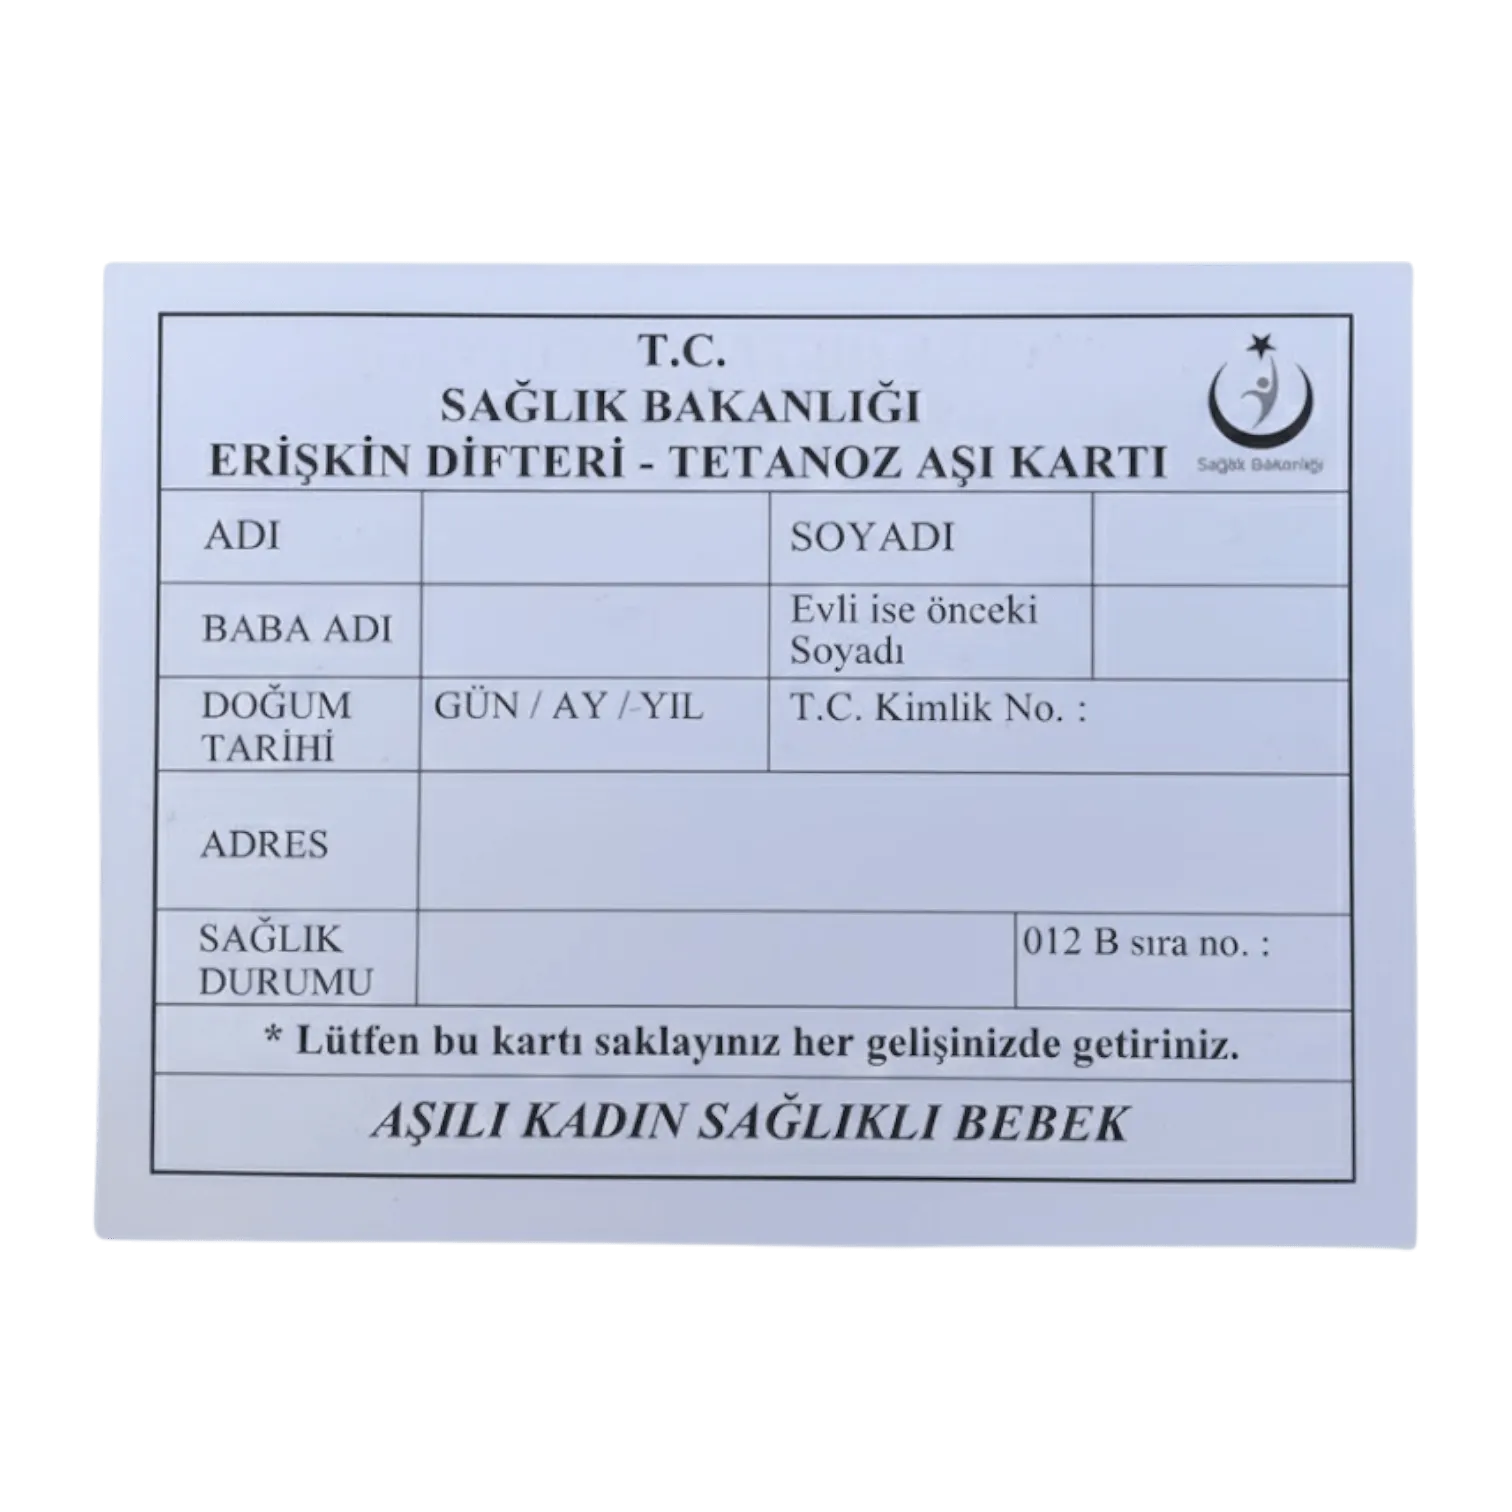 T.C.
SAĞLIK BAKANLIĞI
ERİŞKİN DİFTERİ - TETANOZ AŞI KARTI
Sağlık Bakanlığı
ADI
SOYADI
BABA ADI
Evli ise önceki
Soyadı
DOĞUM
TARİHİ
GÜN / AY / YIL
T.C. Kimlik No. :
ADRES
SAĞLIK
DURUMU
012 B sıra no. :
* Lütfen bu kartı saklayınız her gelişinizde getiriniz.
AŞILI KADIN SAĞLIKLI BEBEK